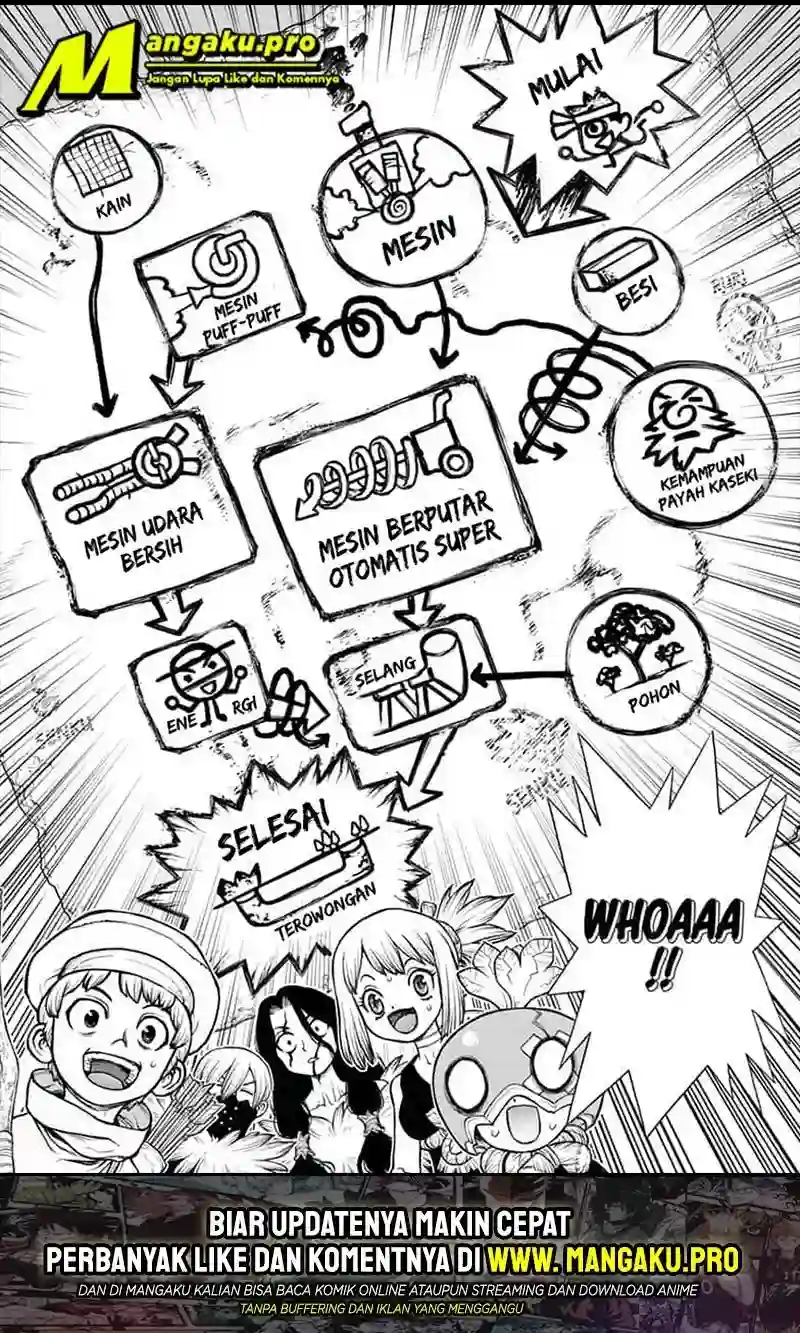 Mangaku.pro
Jangan Lupa Like dan Komennya
MULAI
KAIN
MESIN
MESIN
PUFF-PUFF
BESI
KEMAMPUAN
PAYAH KASEKI
MESIN UDARA
BERSIH
MESIN BERPUTAR
OTOMATIS SUPER
ENE RGI
SELANG
POHON
SENKU
SENKU
SELESAI
TEROWONGAN
WHOAAA
!!
BIAR UPDATENYA MAKIN CEPAT
PERBANYAK LIKE DAN KOMENTNYA DI WWW. MANGAKU.PRO
DAN DI MANGAKU KALIAN BISA BACA KOMIK ONLINE ATAUPUN STREAMING DAN DOWNLOAD ANIME
TANPA BUFFERING DAN IKLAN YANG MENGGANGU